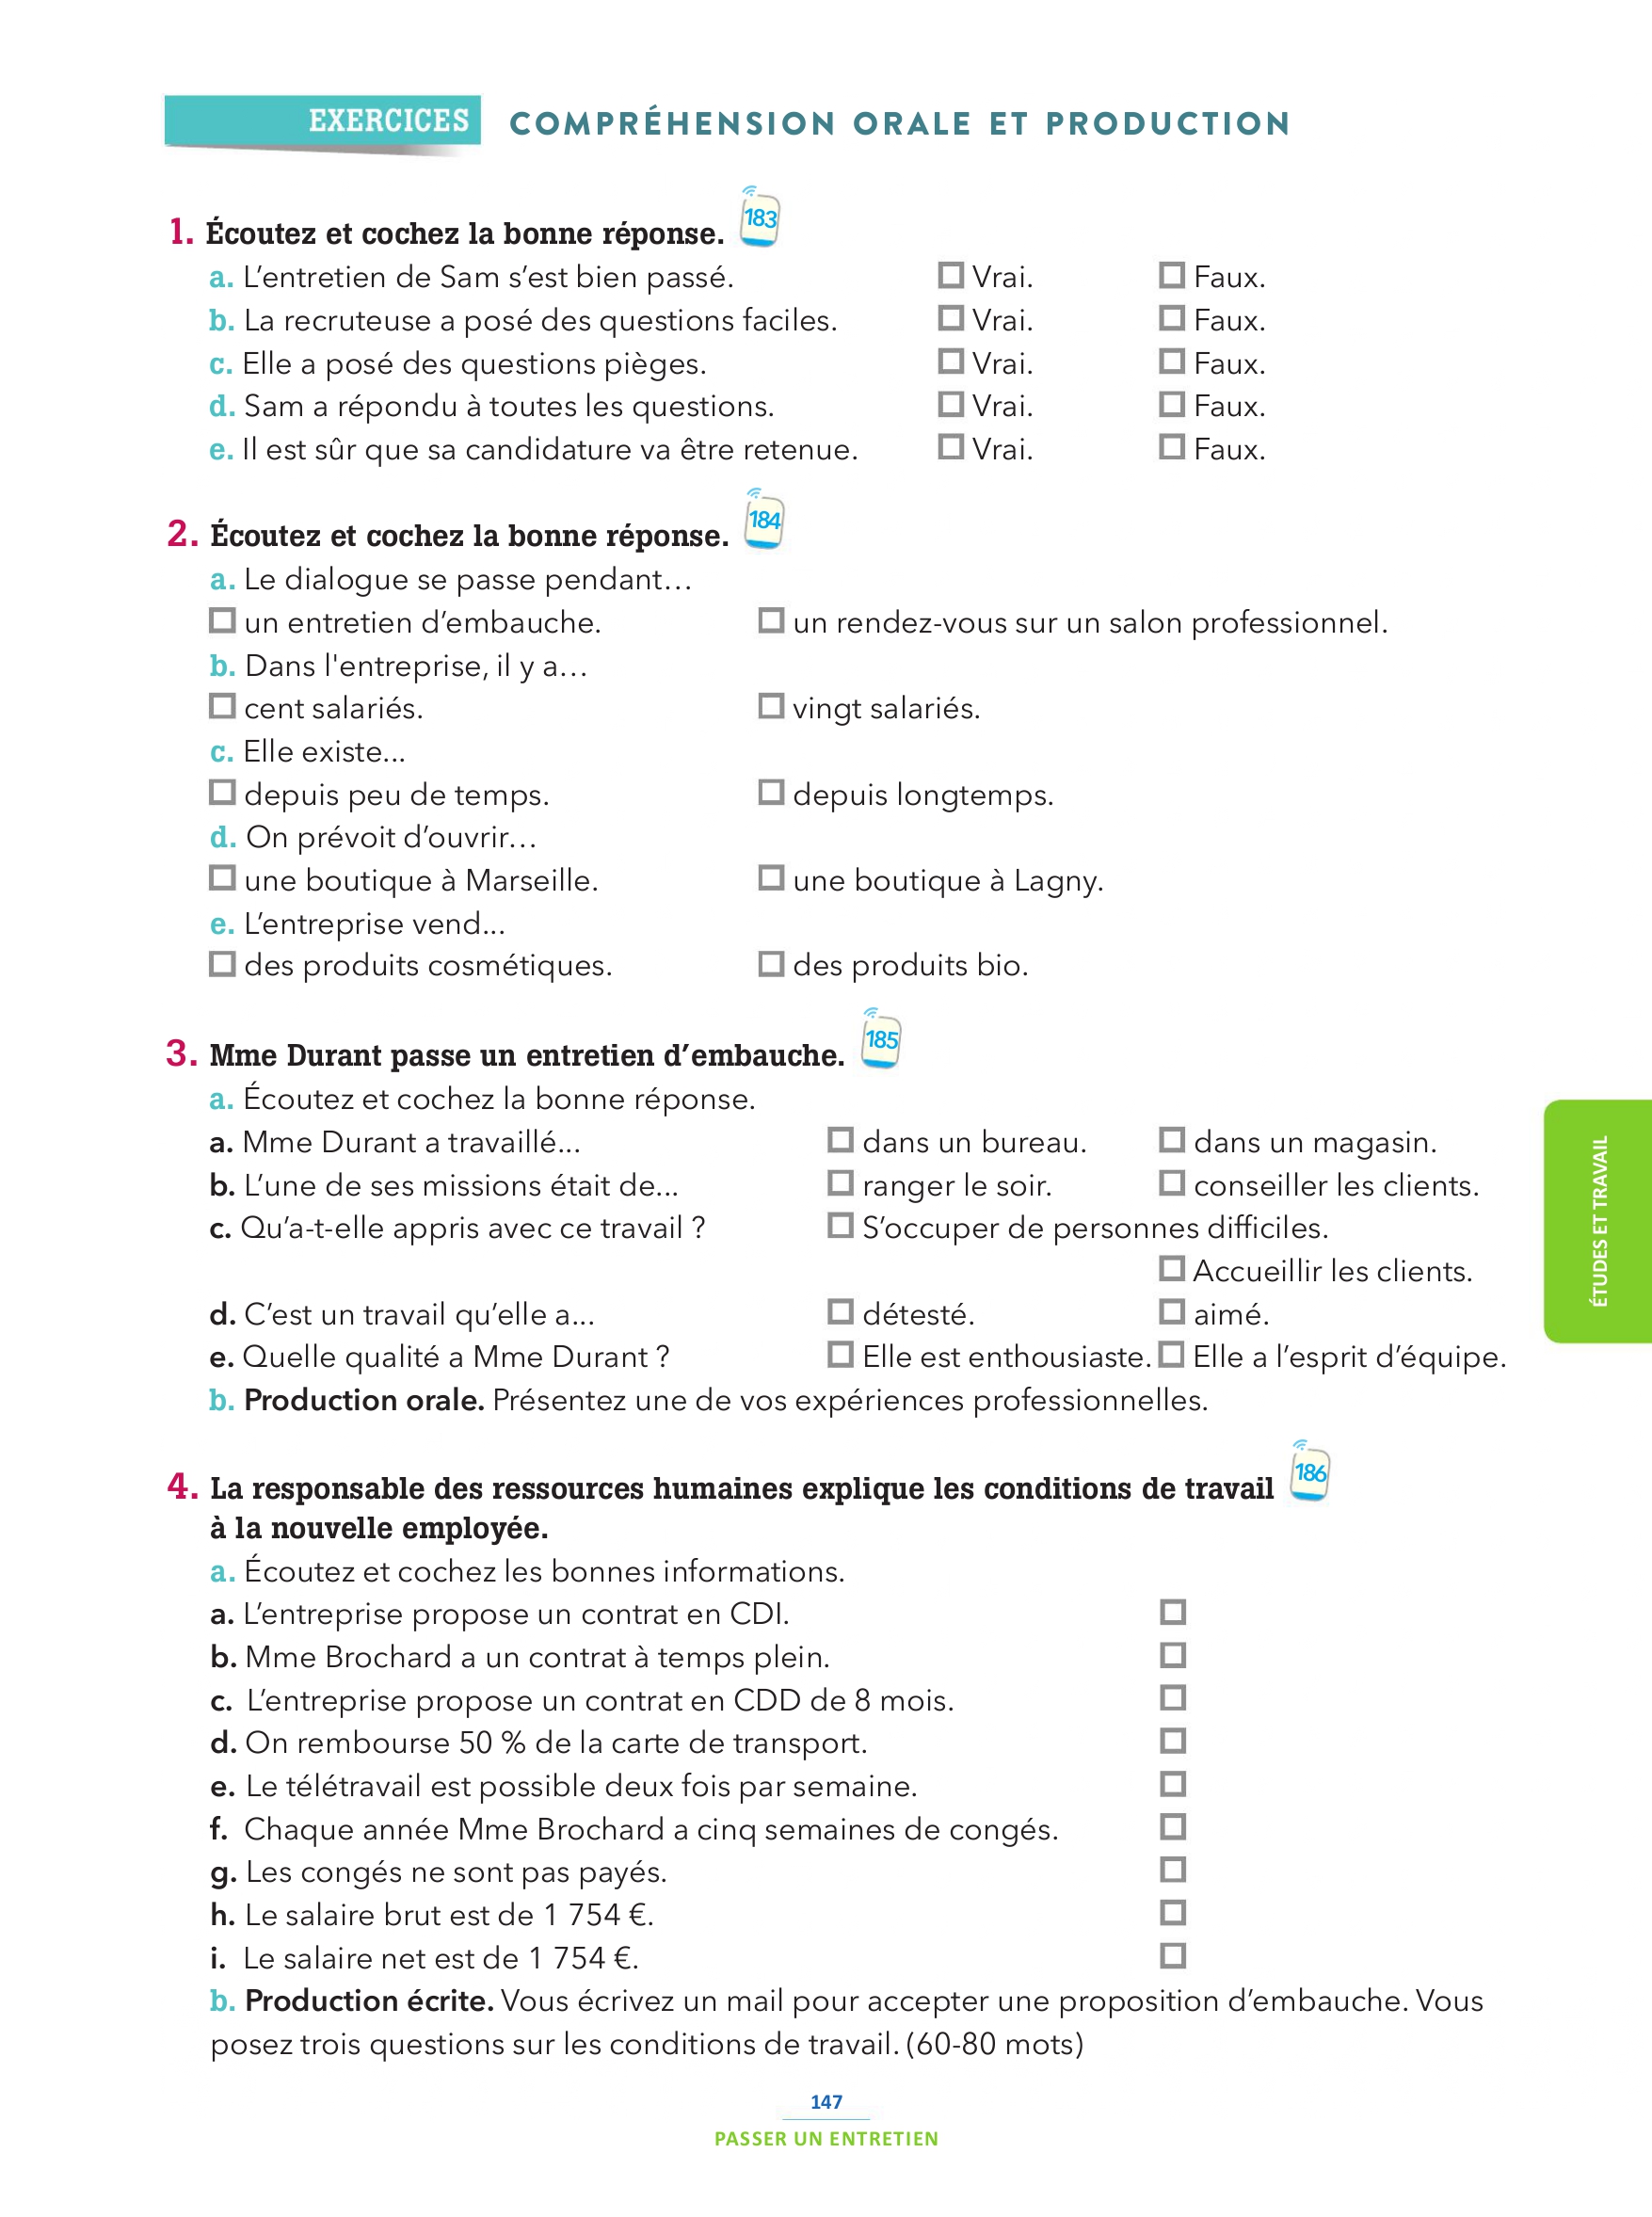 EXERCICES COMPRÉHENSION ORALE ET PRODUCTION
1. Écoutez et cochez la bonne réponse. 183
a. L’entretien de Sam s’est bien passé. Vrai. Faux.
b. La recruteuse a posé des questions faciles. Vrai. Faux.
c. Elle a posé des questions pièges. Vrai. Faux.
d. Sam a répondu à toutes les questions. Vrai. Faux.
e. Il est sûr que sa candidature va être retenue. Vrai. Faux.
2. Écoutez et cochez la bonne réponse. 184
a. Le dialogue se passe pendant…
un entretien d’embauche. un rendez-vous sur un salon professionnel.
b. Dans l'entreprise, il y a…
cent salariés. vingt salariés.
c. Elle existe...
depuis peu de temps. depuis longtemps.
d. On prévoit d’ouvrir…
une boutique à Marseille. une boutique à Lagny.
e. L’entreprise vend...
des produits cosmétiques. des produits bio.
3. Mme Durant passe un entretien d’embauche. 185
a. Écoutez et cochez la bonne réponse.
a. Mme Durant a travaillé... dans un bureau. dans un magasin.
b. L’une de ses missions était de... ranger le soir. conseiller les clients.
c. Qu’a-t-elle appris avec ce travail ? S’occuper de personnes difficiles.
Accueillir les clients.
d. C’est un travail qu’elle a... détesté. aimé.
e. Quelle qualité a Mme Durant ? Elle est enthousiaste. Elle a l’esprit d’équipe.
b. Production orale. Présentez une de vos expériences professionnelles.
4. La responsable des ressources humaines explique les conditions de travail 186
à la nouvelle employée.
a. Écoutez et cochez les bonnes informations.
a. L’entreprise propose un contrat en CDI.
b. Mme Brochard a un contrat à temps plein.
c. L’entreprise propose un contrat en CDD de 8 mois.
d. On rembourse 50 % de la carte de transport.
e. Le télétravail est possible deux fois par semaine.
f. Chaque année Mme Brochard a cinq semaines de congés.
g. Les congés ne sont pas payés.
h. Le salaire brut est de 1 754 €.
i. Le salaire net est de 1 754 €.
b. Production écrite. Vous écrivez un mail pour accepter une proposition d’embauche. Vous
posez trois questions sur les conditions de travail. (60-80 mots)
ÉTUDES ET TRAVAIL
147
PASSER UN ENTRETIEN